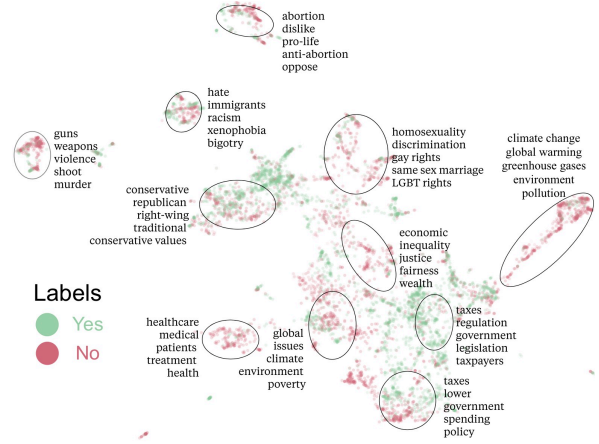 abortion
dislike
pro-life
anti-abortion
oppose
hate
immigrants
racism
xenophobia
bigotry
guns
weapons
violence
shoot
murder
homosexuality
discrimination
gay rights
same sex marriage
LGBT rights
climate change
global warming
greenhouse gases
environment
pollution
conservative
republican
right-wing
traditional
conservative values
economic
inequality
justice
fairness
wealth
Labels
Yes
No
healthcare
medical
patients
treatment
health
global
issues
climate
environment
poverty
taxes
regulation
government
legislation
taxpayers
taxes
lower
government
spending
policy